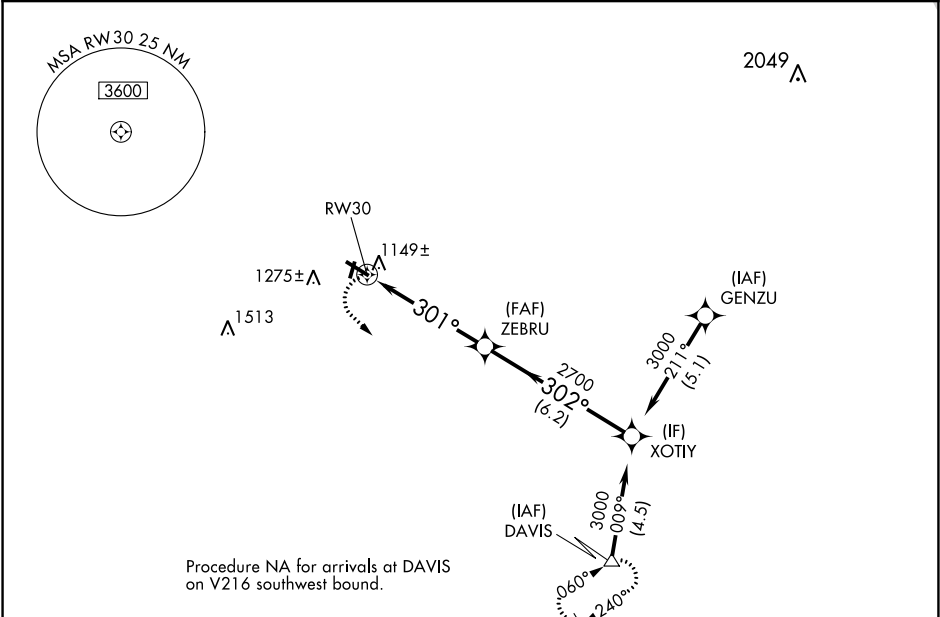 MSA RW30 25 NM
3600
2049
RW30
1149±
1275±
1513
(IAF)
GENZU
(FAF)
ZEBRU
301°
3000
211°
(5.1)
2700
302°
(6.2)
(IF)
XOTIY
(IAF)
DAVIS
3000
009°
(4.5)
Procedure NA for arrivals at DAVIS
on V216 southwest bound.
060°
240°